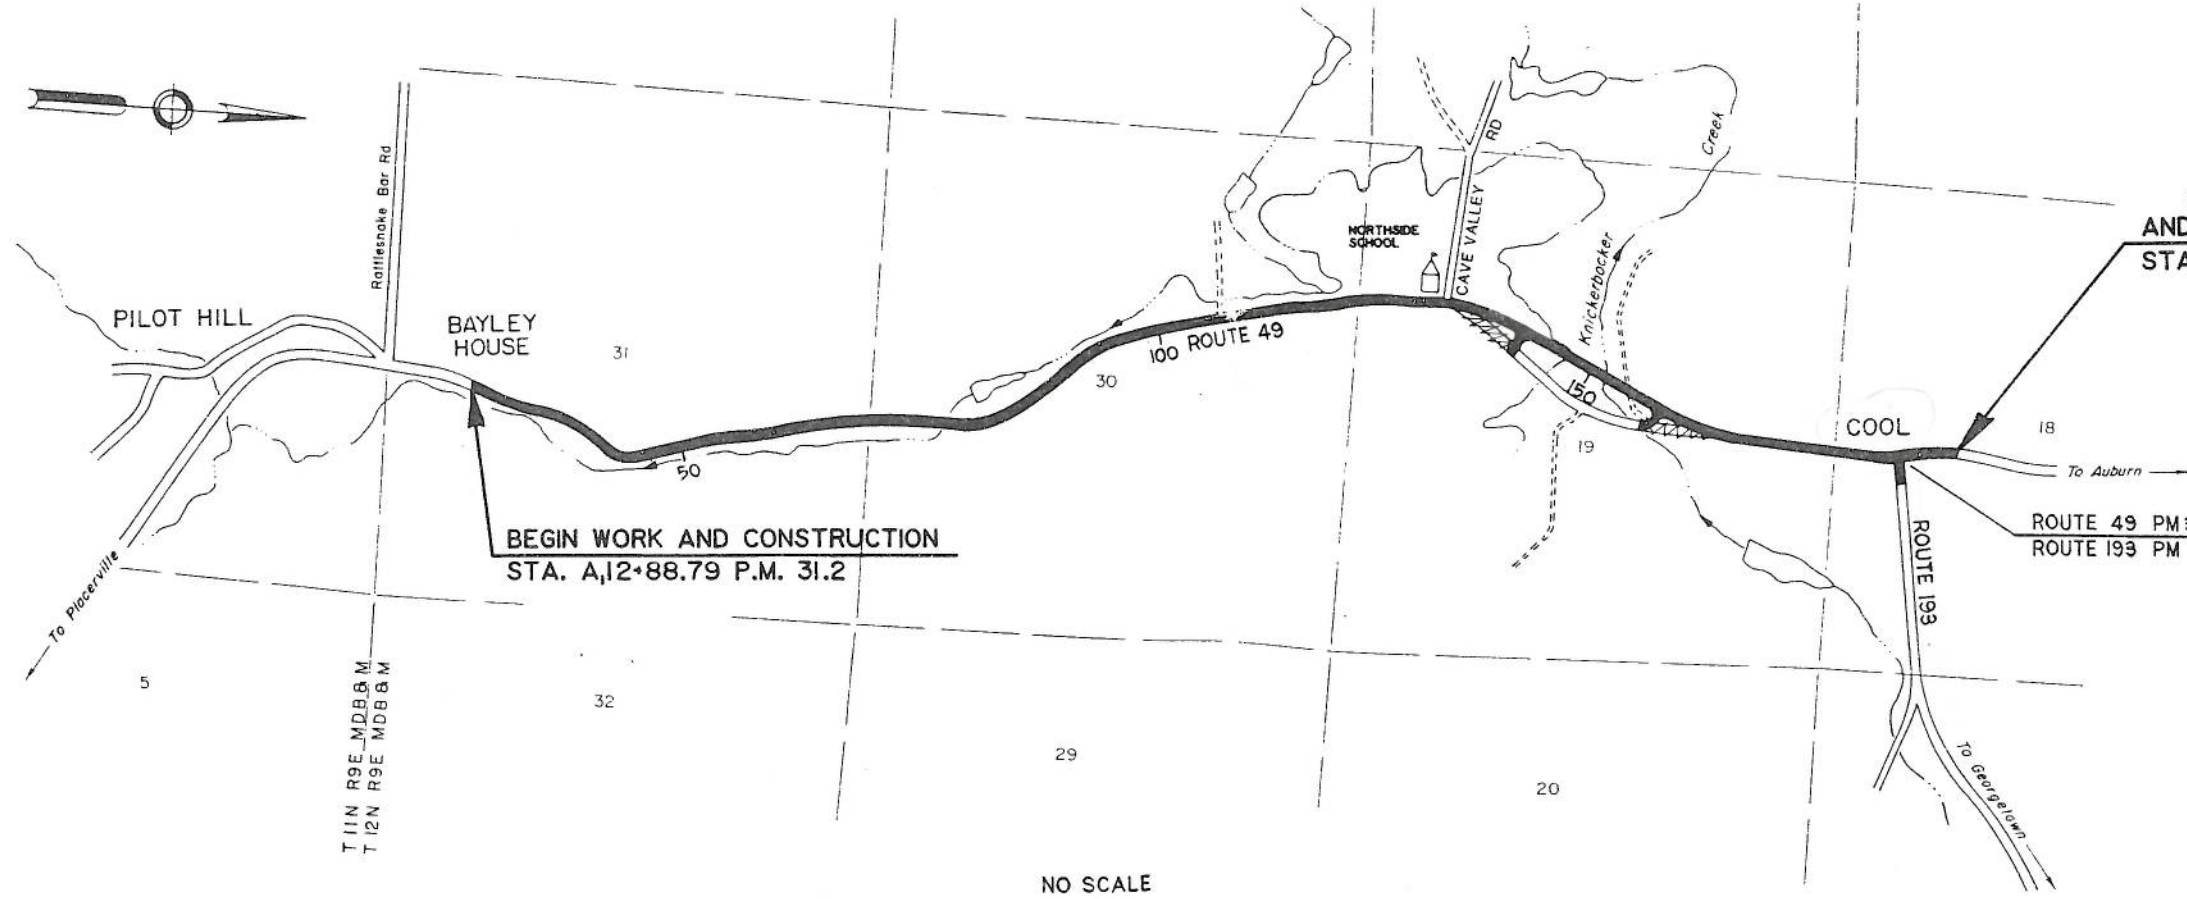 Rattlesnake Bar Rd
PILOT HILL
BAYLEY
HOUSE
31
50
BEGIN WORK AND CONSTRUCTION
STA. A,12+88.79 P.M. 31.2
To Placerville
5
T 11N R9E MDB&M
T 12N R9E MDB&M
32
100 ROUTE 49
30
29
NORTHSIDE
SCHOOL
CAVE VALLEY RD
Knickerbocker Creek
150
19
20
COOL
18
AND
STA
To Auburn
ROUTE 49 PM
ROUTE 193 PM
ROUTE 193
To Georgetown
NO SCALE